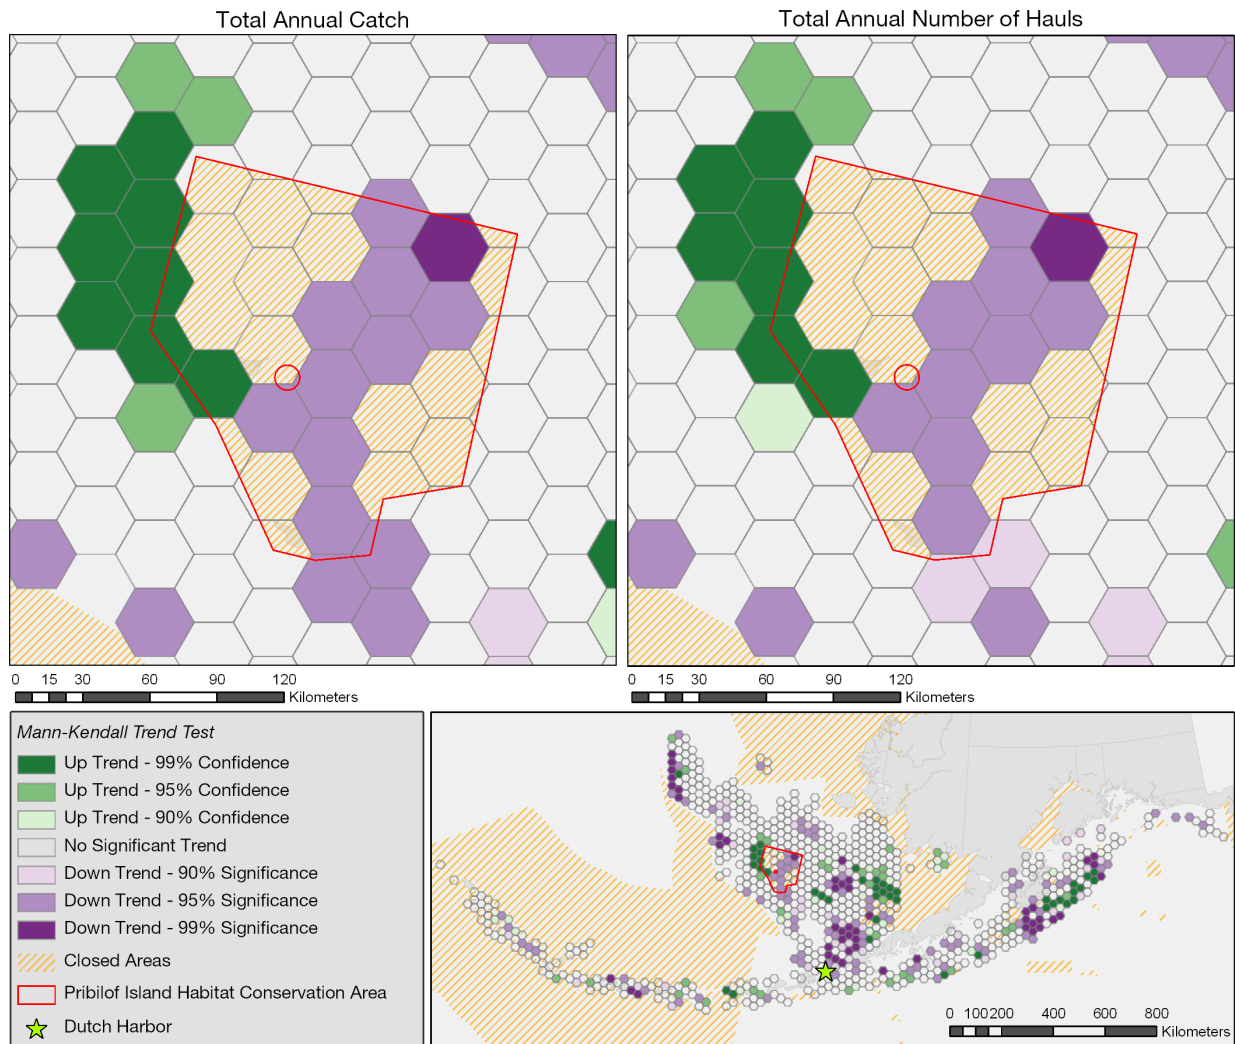 Total Annual Catch
Total Annual Number of Hauls
0 15 30 60 90 120
Kilometers
0 15 30 60 90 120
Kilometers
Mann-Kendall Trend Test
Up Trend - 99% Confidence
Up Trend - 95% Confidence
Up Trend - 90% Confidence
No Significant Trend
Down Trend - 90% Significance
Down Trend - 95% Significance
Down Trend - 99% Significance
Closed Areas
Pribilof Island Habitat Conservation Area
Dutch Harbor
0 100 200 400 600 800
Kilometers